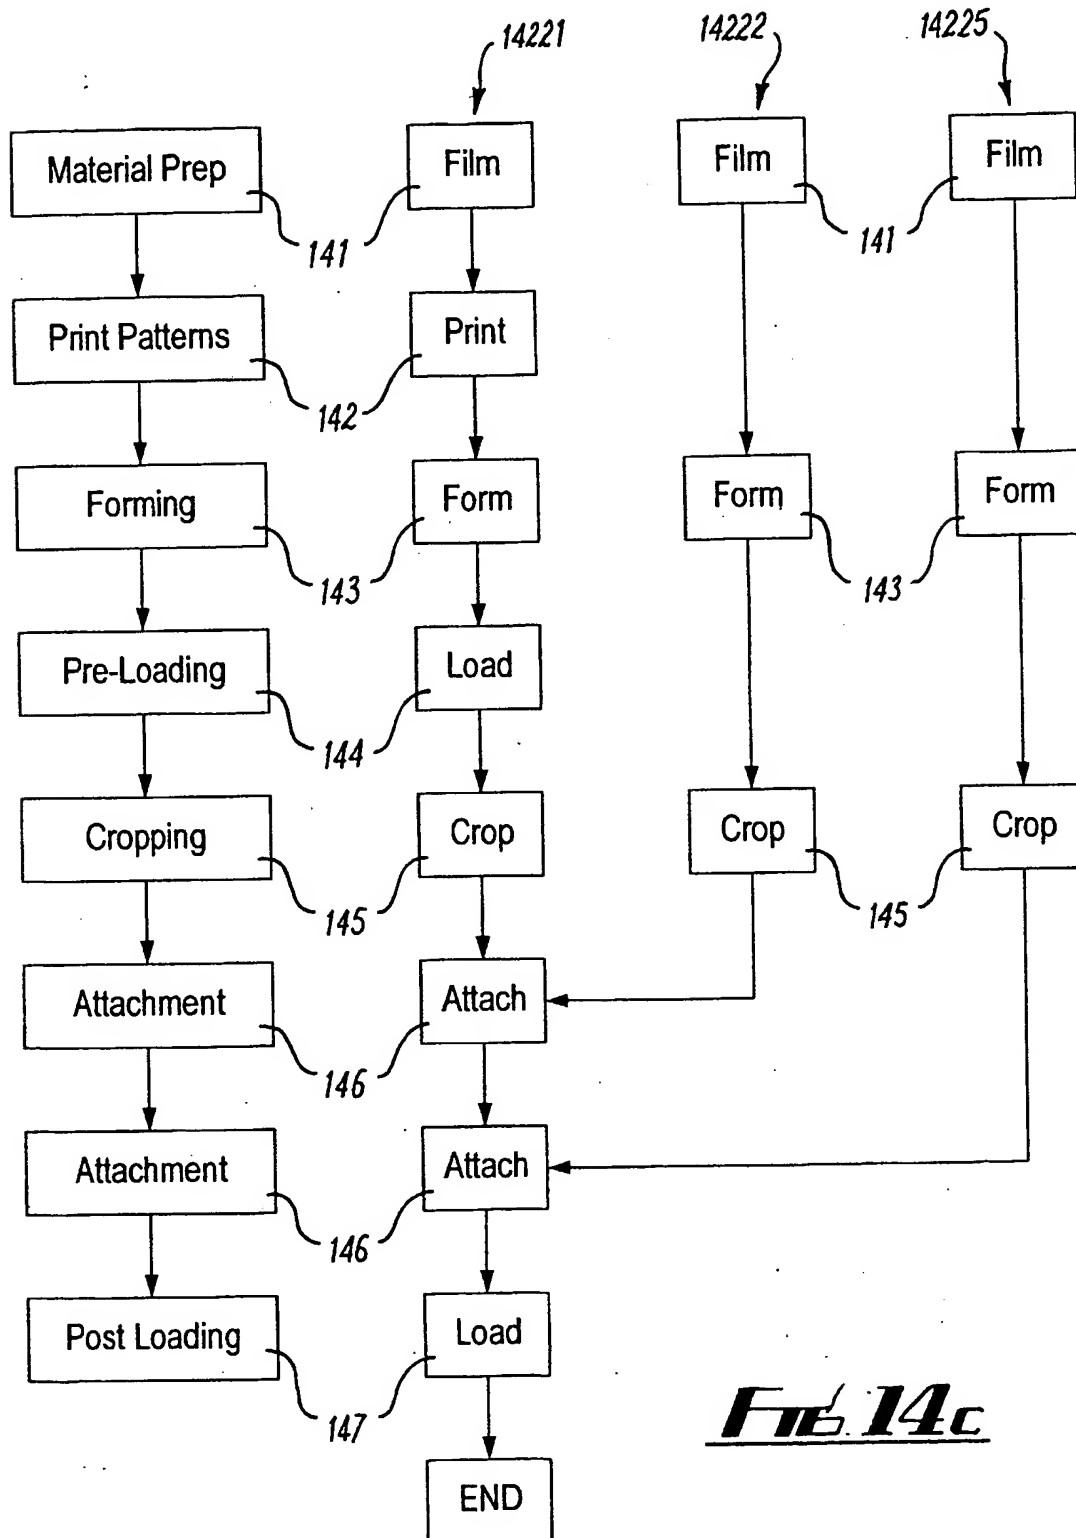 14221 14222 14225
Material Prep Film Film Film
141 141
Print Patterns Print
142
Forming Form Form Form
143 143
Pre-Loading Load
144
Cropping Crop Crop Crop
145 145
Attachment Attach
146
Attachment Attach
146
Post Loading Load
147
FIG. 14c
END